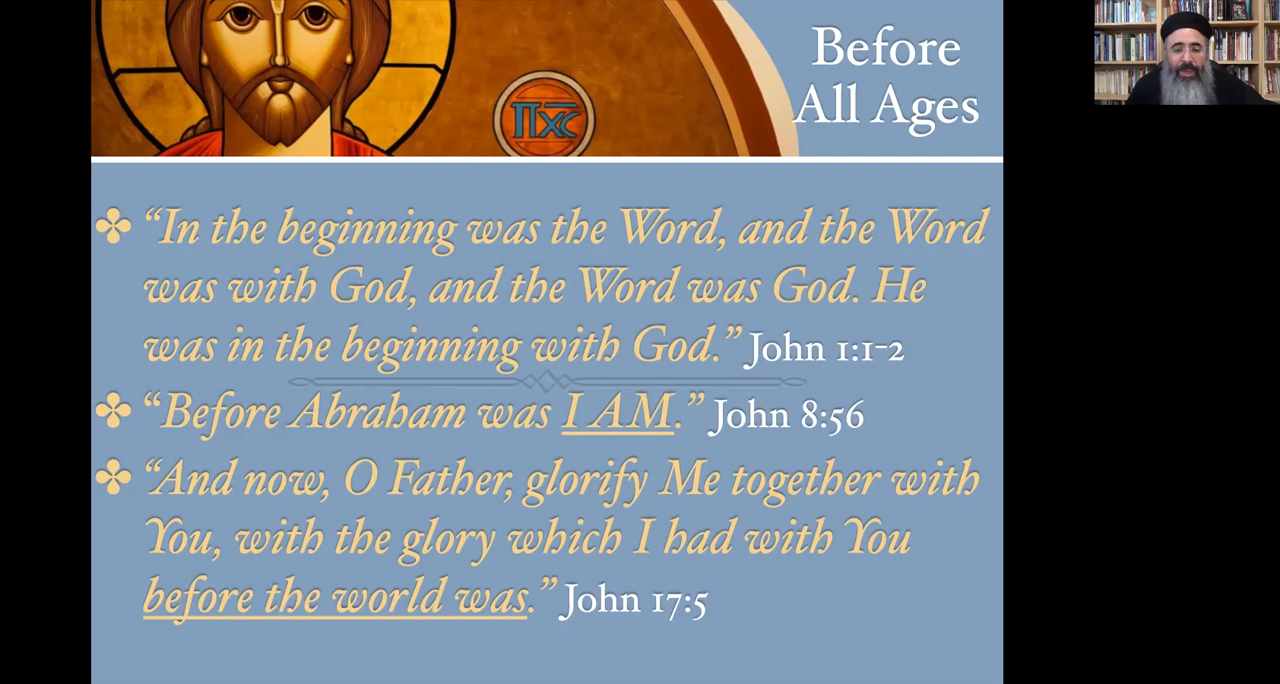 Before
All Ages
Ⲡⲭ̅ⲥ̅
“In the beginning was the Word, and the Word
was with God, and the Word was God. He
was in the beginning with God.” John 1:1-2
“Before Abraham was I AM.” John 8:56
“And now, O Father, glorify Me together with
You, with the glory which I had with You
before the world was.” John 17:5